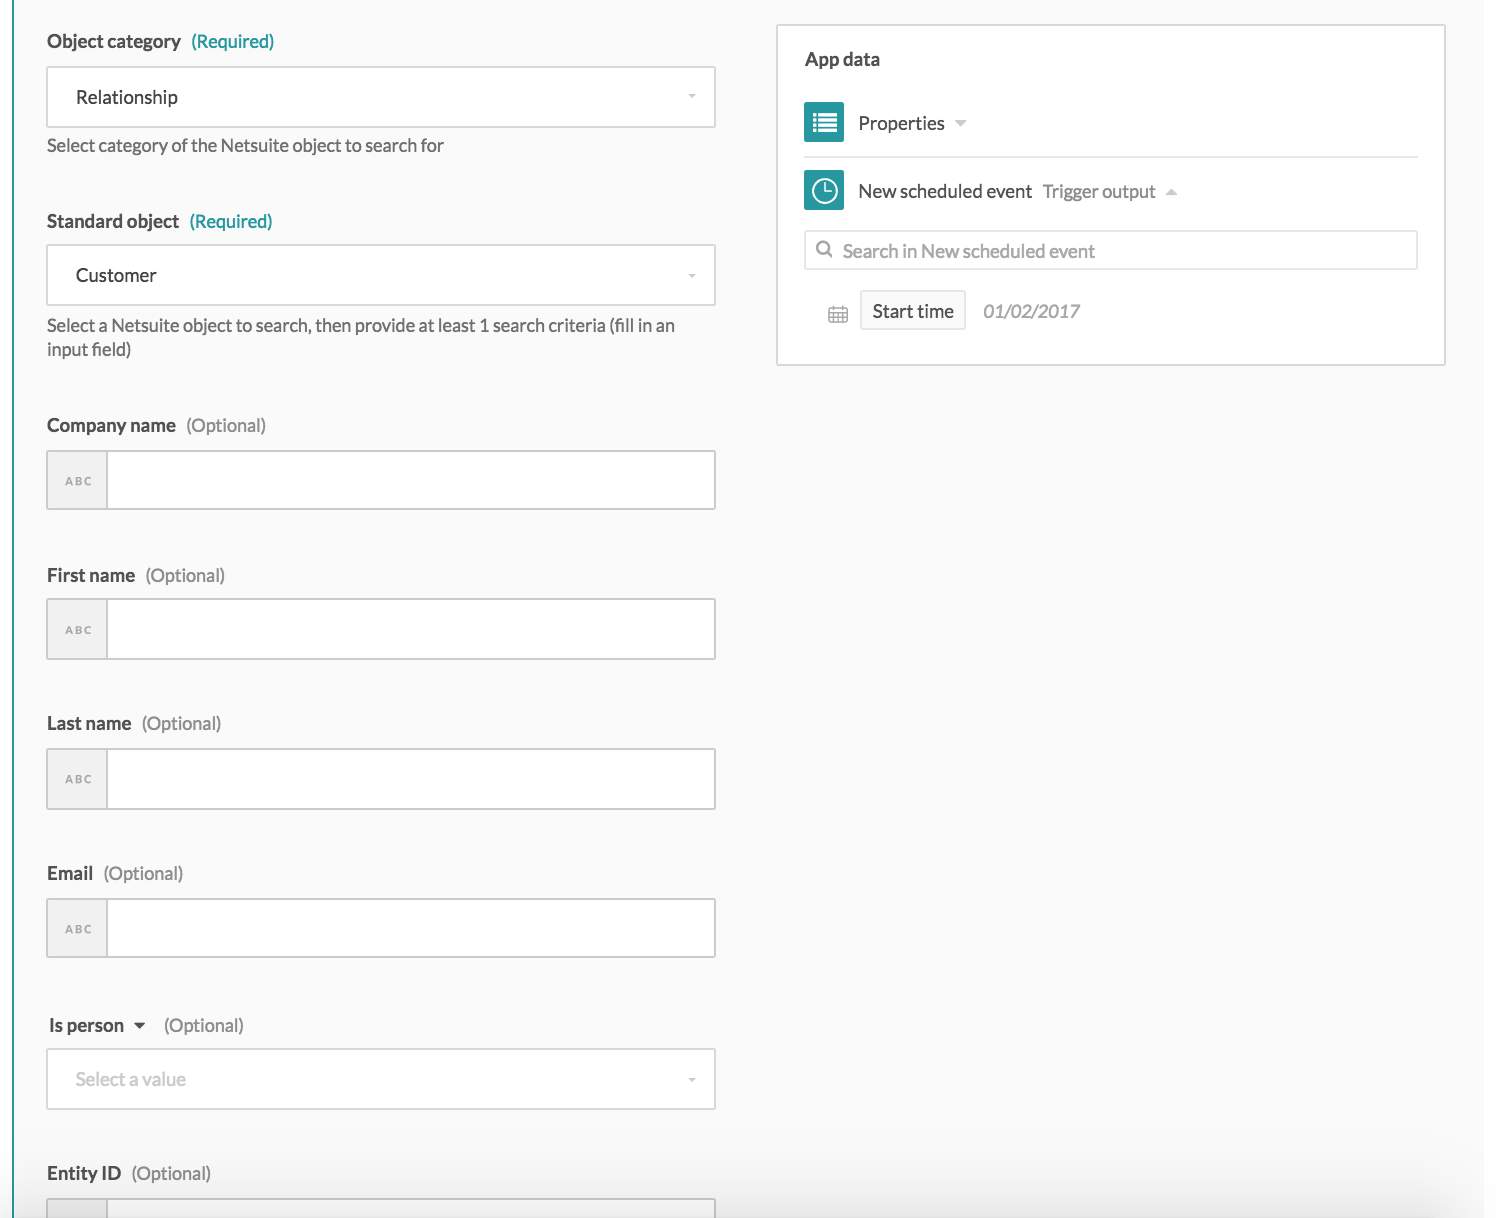 Object category (Required)
Relationship
Select category of the Netsuite object to search for
Standard object (Required)
Customer
Select a Netsuite object to search, then provide at least 1 search criteria (fill in an
input field)
Company name (Optional)
ABC
First name (Optional)
ABC
Last name (Optional)
ABC
Email (Optional)
ABC
Is person (Optional)
Select a value
Entity ID (Optional)
App data
Properties
New scheduled event Trigger output
Search in New scheduled event
Start time 01/02/2017